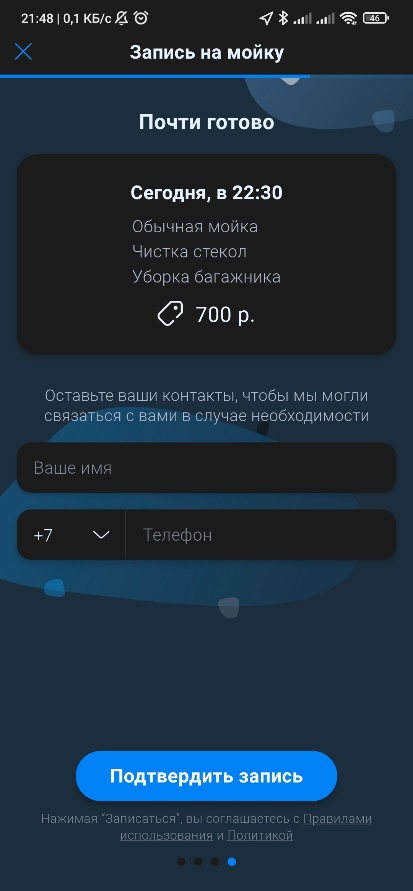 21:48 | 0,1 КБ/с
46
Запись на мойку
Почти готово
Сегодня, в 22:30
Обычная мойка
Чистка стекол
Уборка багажника
700 р.
Оставьте ваши контакты, чтобы мы могли
связаться с вами в случае необходимости
Ваше имя
+7
Телефон
Подтвердить запись
Нажимая "Записаться", вы соглашаетесь с Правилами
использования и Политикой